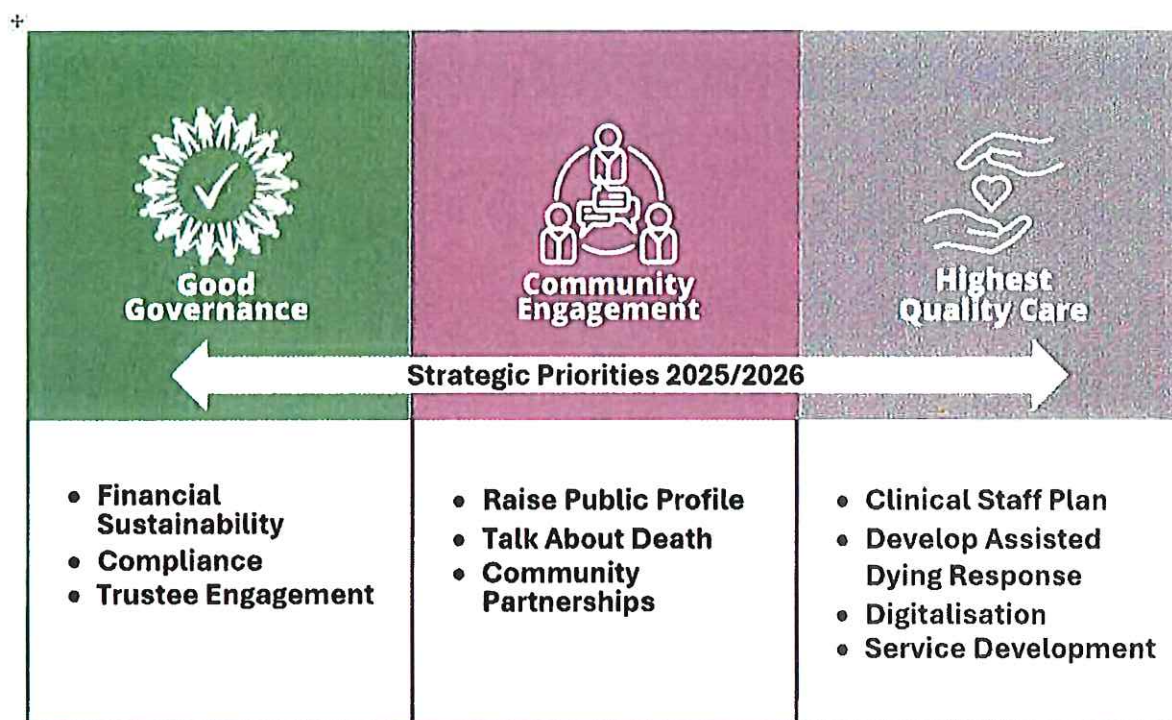 Good
Governance
Community
Engagement
Highest
Quality Care
Strategic Priorities 2025/2026
• Financial
Sustainability
• Compliance
• Trustee Engagement
• Raise Public Profile
• Talk About Death
• Community
Partnerships
• Clinical Staff Plan
• Develop Assisted
Dying Response
• Digitalisation
• Service Development